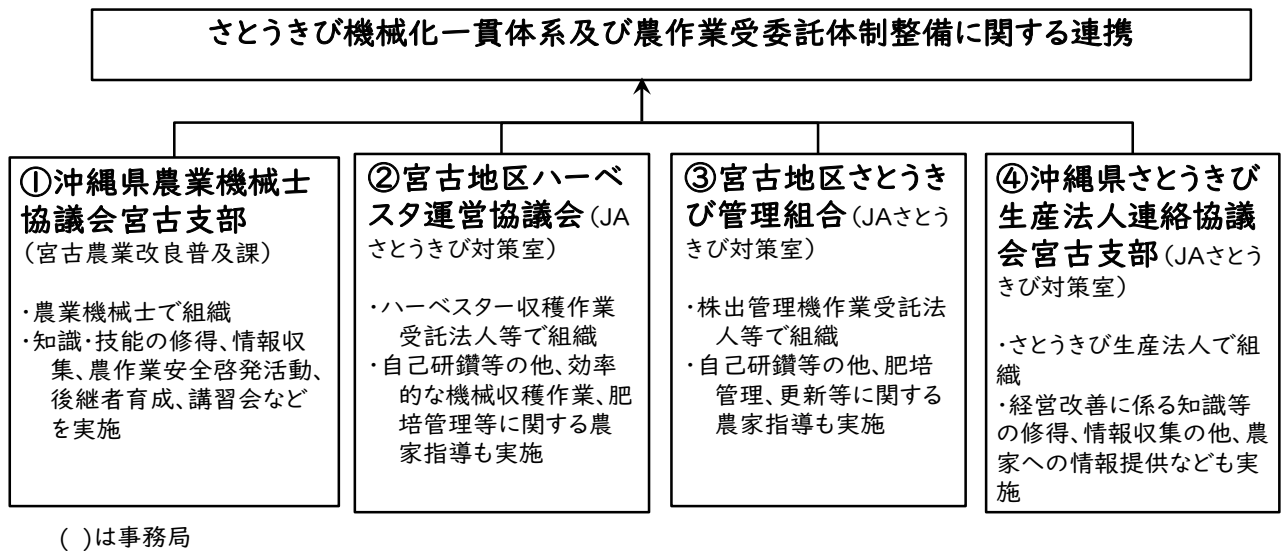 さとうきび機械化一貫体系及び農作業受委託体制整備に関する連携
①沖縄県農業機械士
協議会宮古支部
(宮古農業改良普及課)
・農業機械士で組織
・知識・技能の修得、情報収
集、農作業安全啓発活動、
後継者育成、講習会など
を実施
②宮古地区ハーベ
スタ運営協議会(JA
さとうきび対策室)
・ハーベスター収穫作業
受託法人等で組織
・自己研鑽等の他、効率
的な機械収穫作業、肥
培管理等に関する農
家指導も実施
③宮古地区さとうき
び管理組合(JAさとう
きび対策室)
・株出管理機作業受託法
人等で組織
・自己研鑽等の他、肥培
管理、更新等に関する
農家指導も実施
④沖縄県さとうきび
生産法人連絡協議
会宮古支部(JAさとう
きび対策室)
・さとうきび生産法人で組
織
・経営改善に係る知識等
の修得、情報収集の他、農
家への情報提供なども実
施
( )は事務局